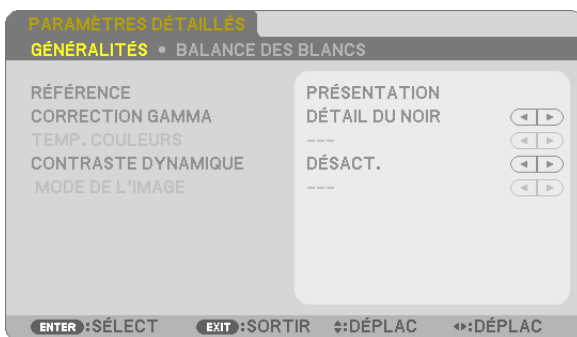 PARAMÈTRES DÉTAILLÉS
GÉNÉRALITÉS • BALANCE DES BLANCS
RÉFÉRENCE PRÉSENTATION
CORRECTION GAMMA DÉTAIL DU NOIR
TEMP. COULEURS ---
CONTRASTE DYNAMIQUE DÉSACT.
MODE DE L'IMAGE ---
ENTER :SÉLECT EXIT :SORTIR :DÉPLAC :DÉPLAC